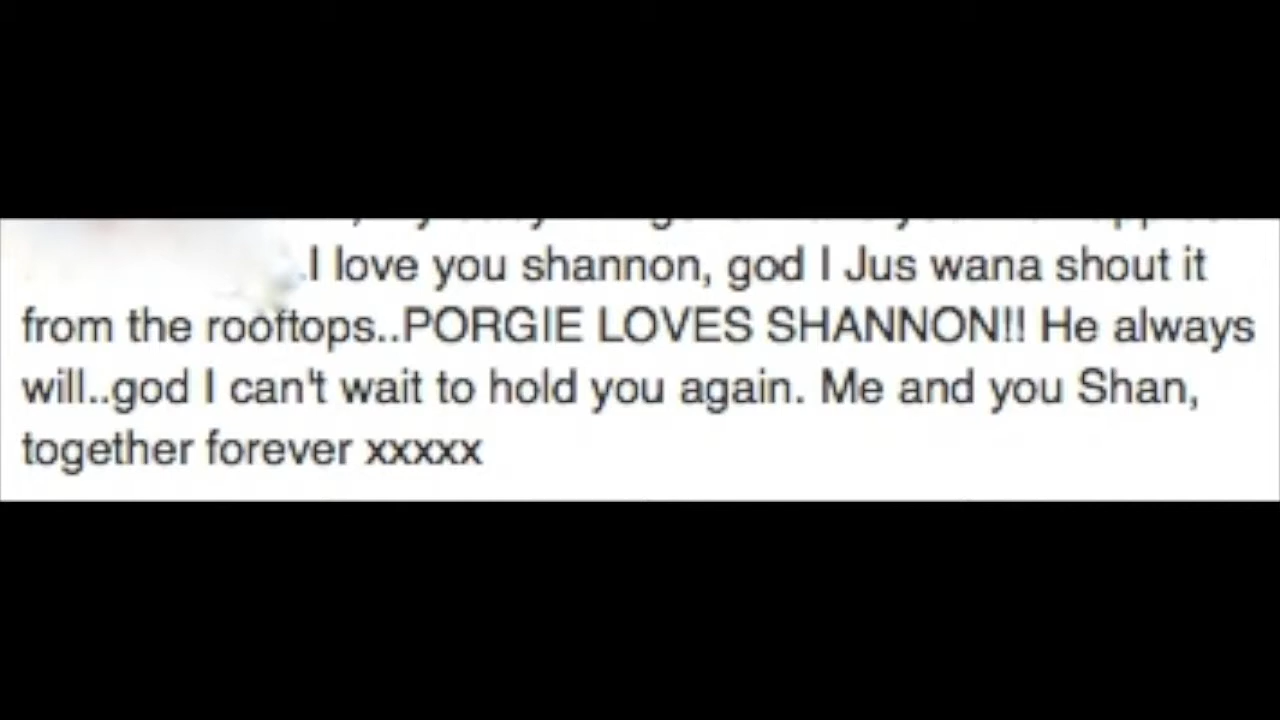 .I love you shannon, god I Jus wana shout it
from the rooftops..PORGIE LOVES SHANNON!! He always
will..god I can't wait to hold you again. Me and you Shan,
together forever xxxxx